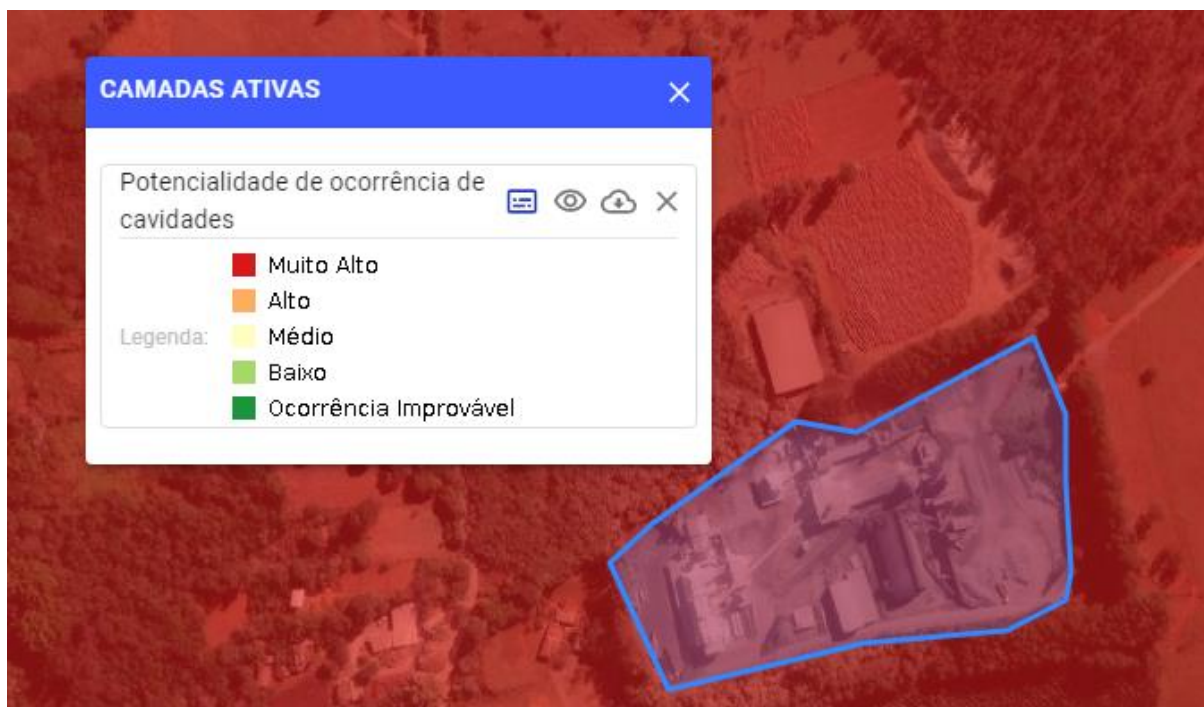 CAMADAS ATIVAS
Potencialidade de ocorrência de
cavidades
Legenda:
Muito Alto
Alto
Médio
Baixo
Ocorrência Improvável